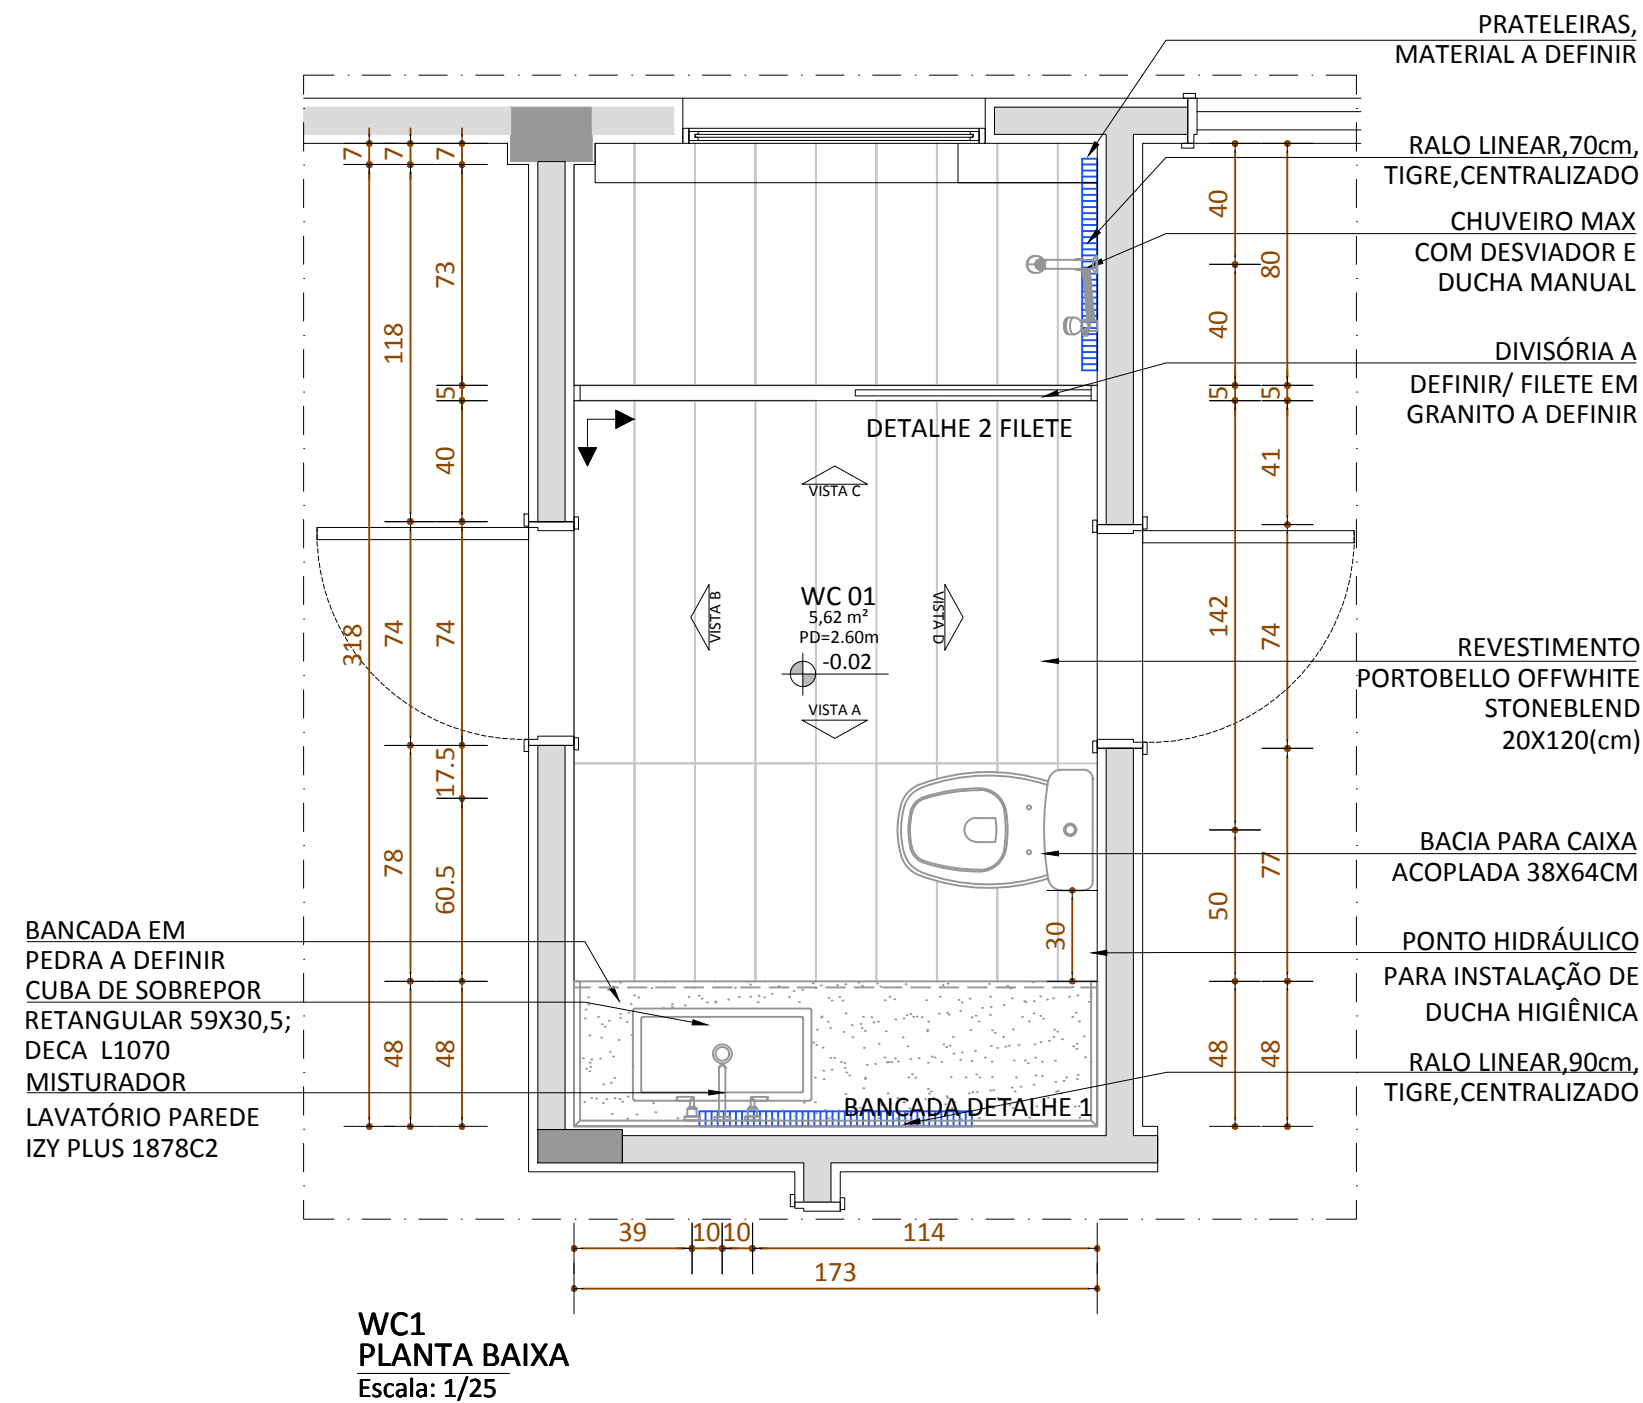 PRATELEIRAS,
MATERIAL A DEFINIR
RALO LINEAR,70cm,
TIGRE,CENTRALIZADO
CHUVEIRO MAX
COM DESVIADOR E
DUCHA MANUAL
DIVISÓRIA A
DEFINIR/ FILETE EM
GRANITO A DEFINIR
REVESTIMENTO
PORTOBELLO OFFWHITE
STONEBLEND
20X120(cm)
BACIA PARA CAIXA
ACOPLADA 38X64CM
PONTO HIDRÁULICO
PARA INSTALAÇÃO DE
DUCHA HIGIÊNICA
RALO LINEAR,90cm,
TIGRE,CENTRALIZADO
7
318
7
118
74
78
48
7
73
5
40
74
17.5
60.5
48
DETALHE 2 FILETE
VISTA C
VISTA B
WC 01
5,62 m²
PD=2.60m
-0.02
VISTA D
VISTA A
30
BANCADA DETALHE 1
40
40
5
142
50
48
80
5
41
74
77
48
BANCADA EM
PEDRA A DEFINIR
CUBA DE SOBREPOR
RETANGULAR 59X30,5;
DECA L1070
MISTURADOR
LAVATÓRIO PAREDE
IZY PLUS 1878C2
39
10
10
114
173
WC1
PLANTA BAIXA
Escala: 1/25